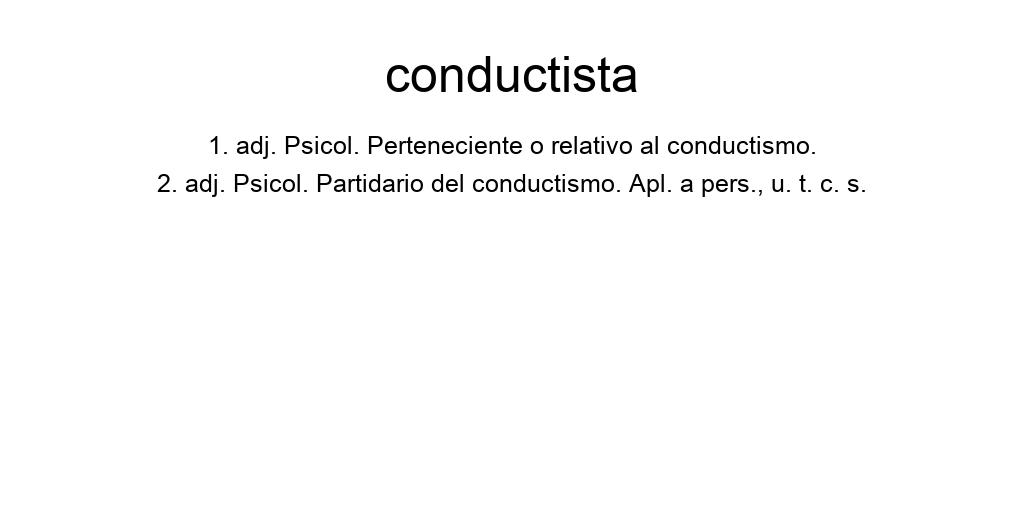 conductista
1. adj. Psicol. Perteneciente o relativo al conductismo.
2. adj. Psicol. Partidario del conductismo. Apl. a pers., u. t. c. s.